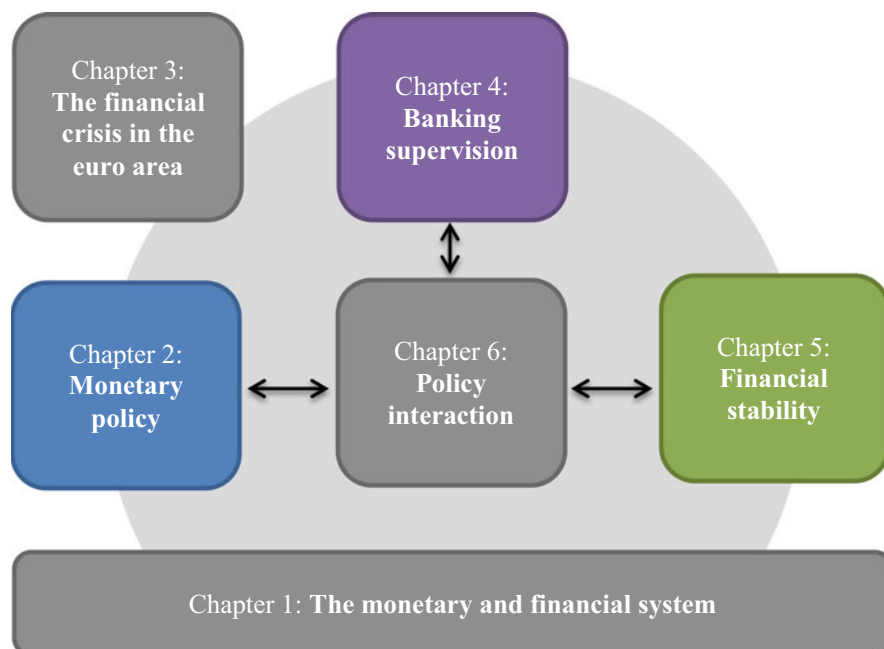 Chapter 3:
The financial
crisis in the
euro area
Chapter 4:
Banking
supervision
Chapter 2:
Monetary
policy
Chapter 6:
Policy
interaction
Chapter 5:
Financial
stability
Chapter 1: The monetary and financial system